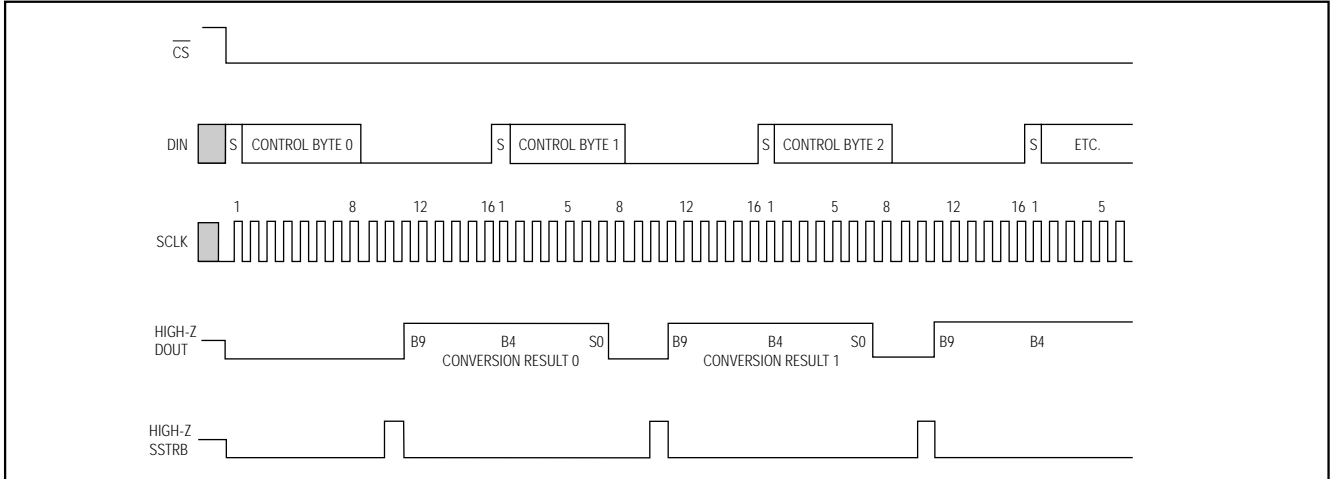 CS
DIN S CONTROL BYTE 0 S CONTROL BYTE 1 S CONTROL BYTE 2 S ETC.
1 8 12 16 1 5 8 12 16 1 5 8 12 16 1 5
SCLK
HIGH-Z
DOUT
B9 B4 S0 B9 B4 S0 B9 B4
CONVERSION RESULT 0 CONVERSION RESULT 1
HIGH-Z
SSTRB